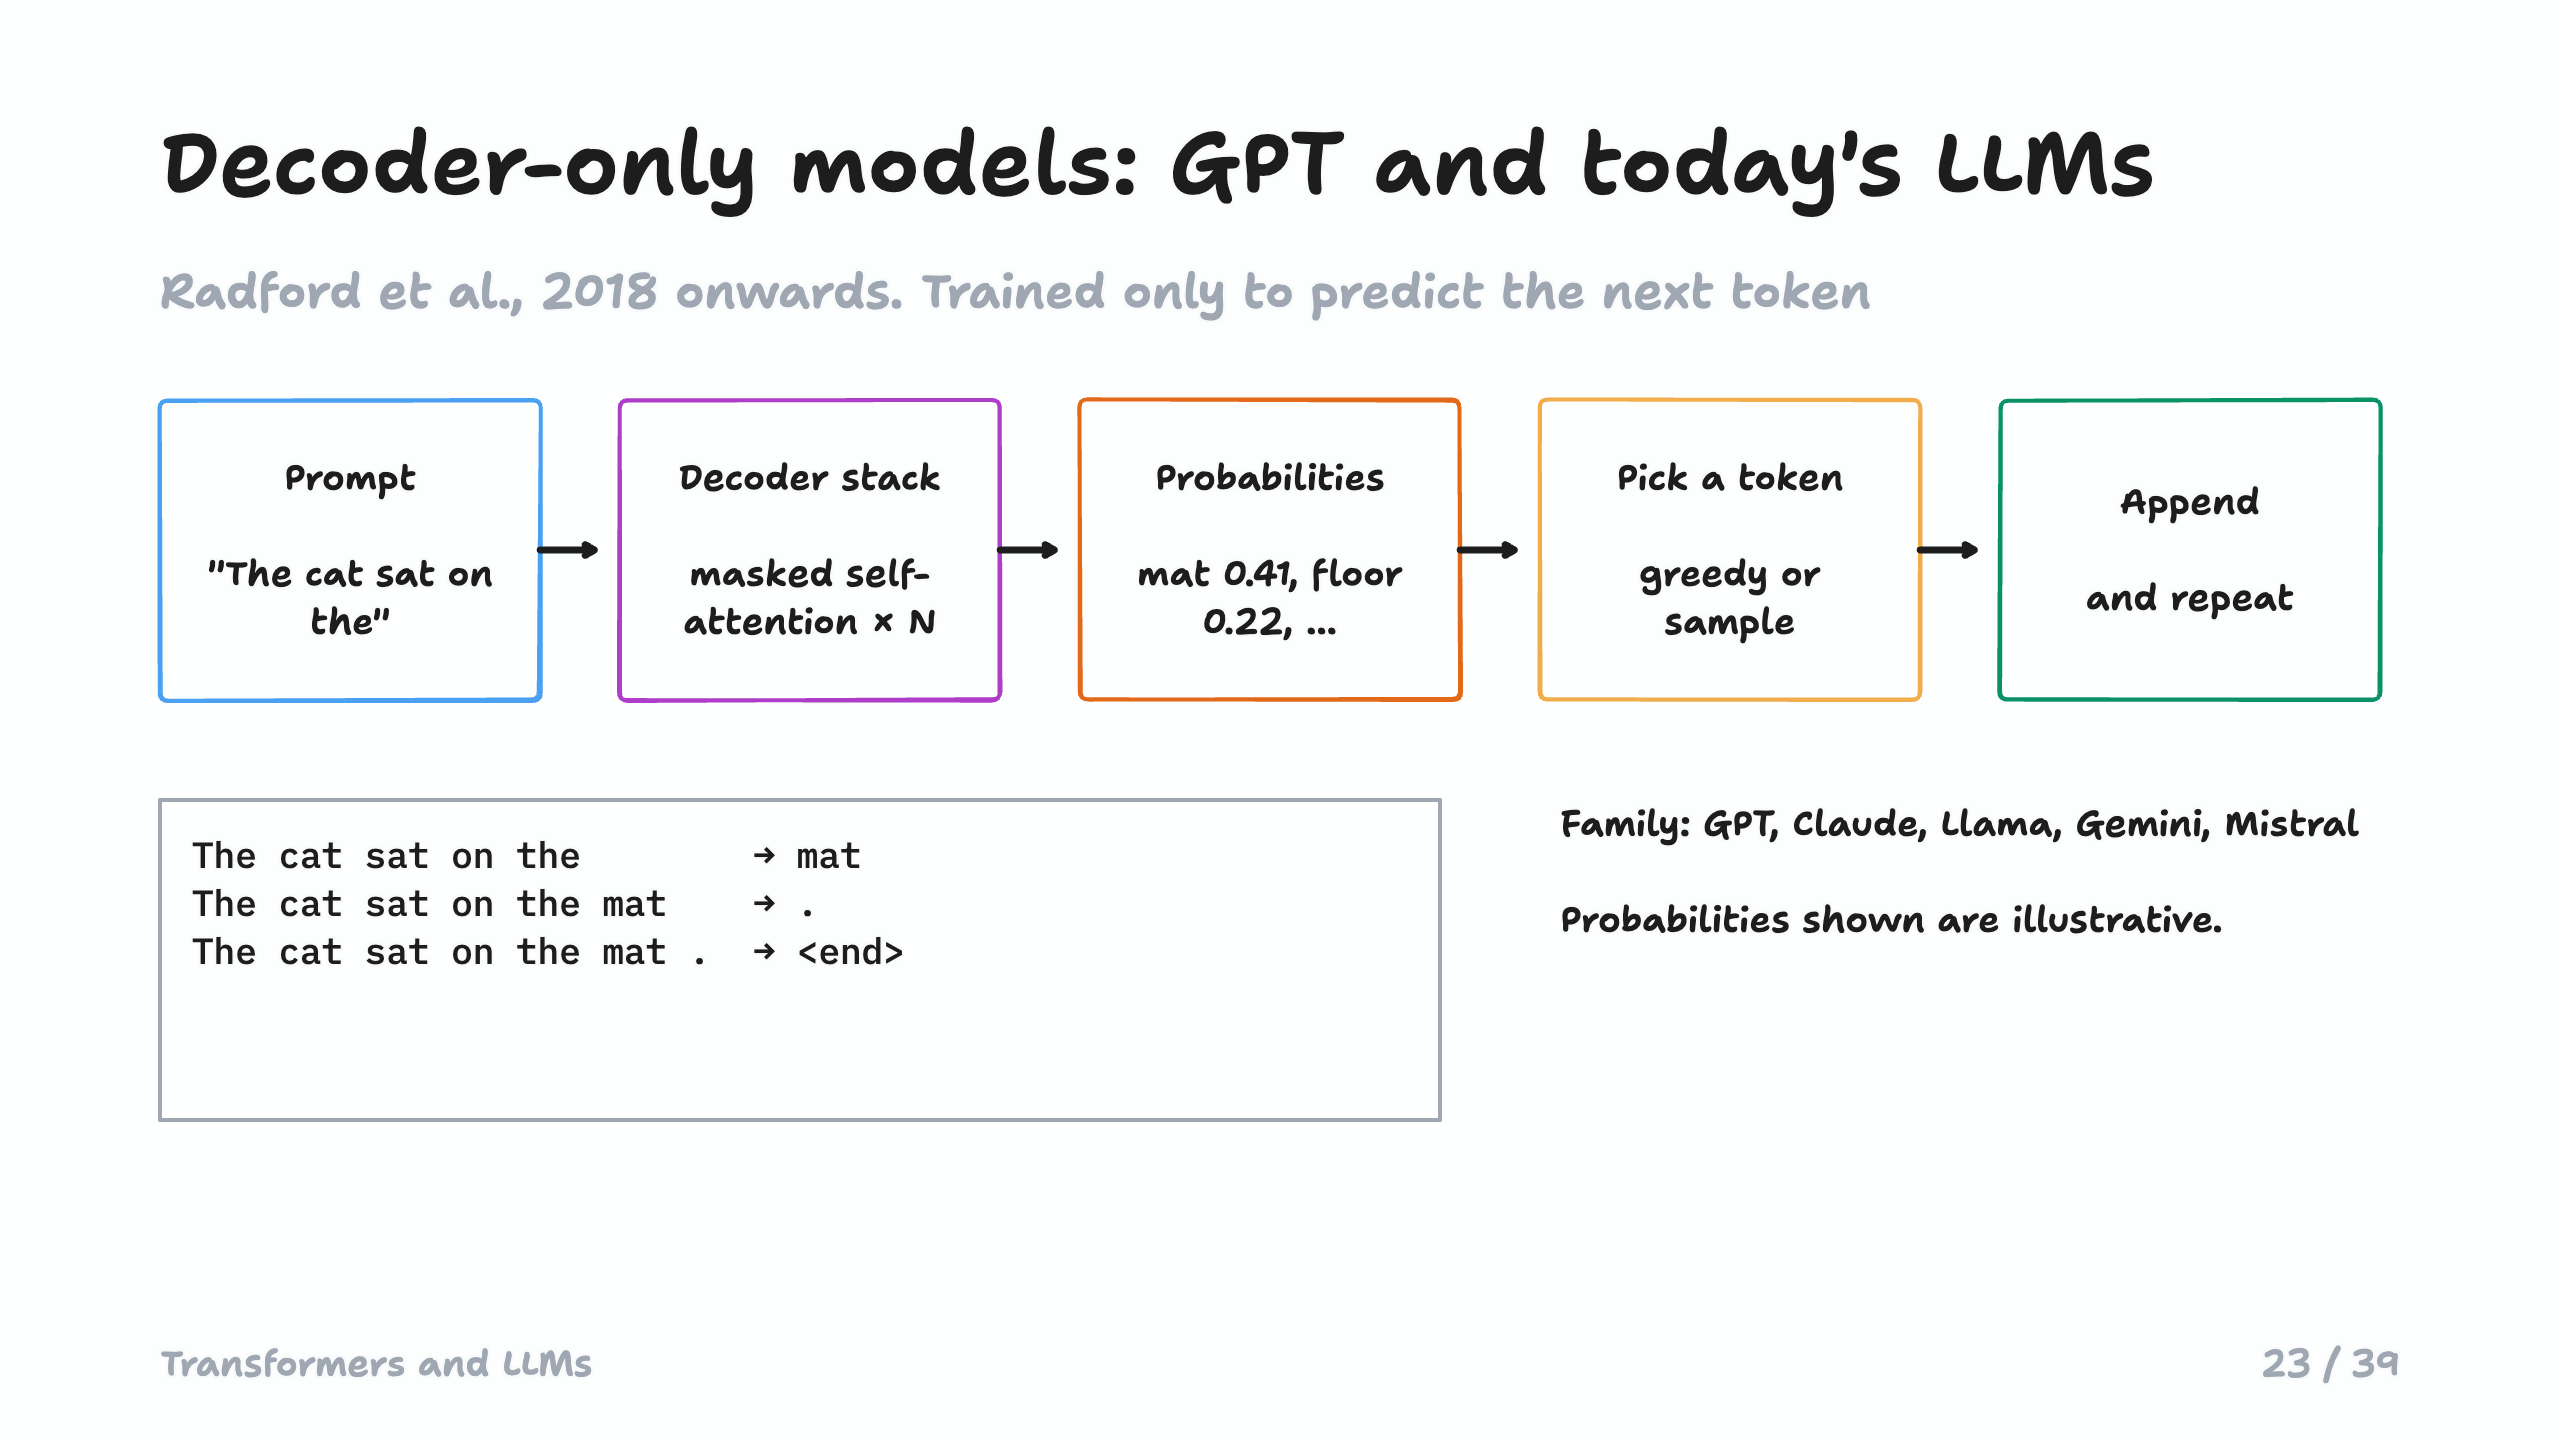 Decoder-only models: GPT and today's LLMs
Radford et al., 2018 onwards. Trained only to predict the next token
Prompt
"The cat sat on
the"
Decoder stack
masked self-
attention × N
Probabilities
mat 0.41, floor
0.22, ...
Pick a token
greedy or
sample
Append
and repeat
The cat sat on the → mat
The cat sat on the mat → .
The cat sat on the mat . → <end>
Family: GPT, Claude, Llama, Gemini, Mistral
Probabilities shown are illustrative.
Transformers and LLMs
23 / 39